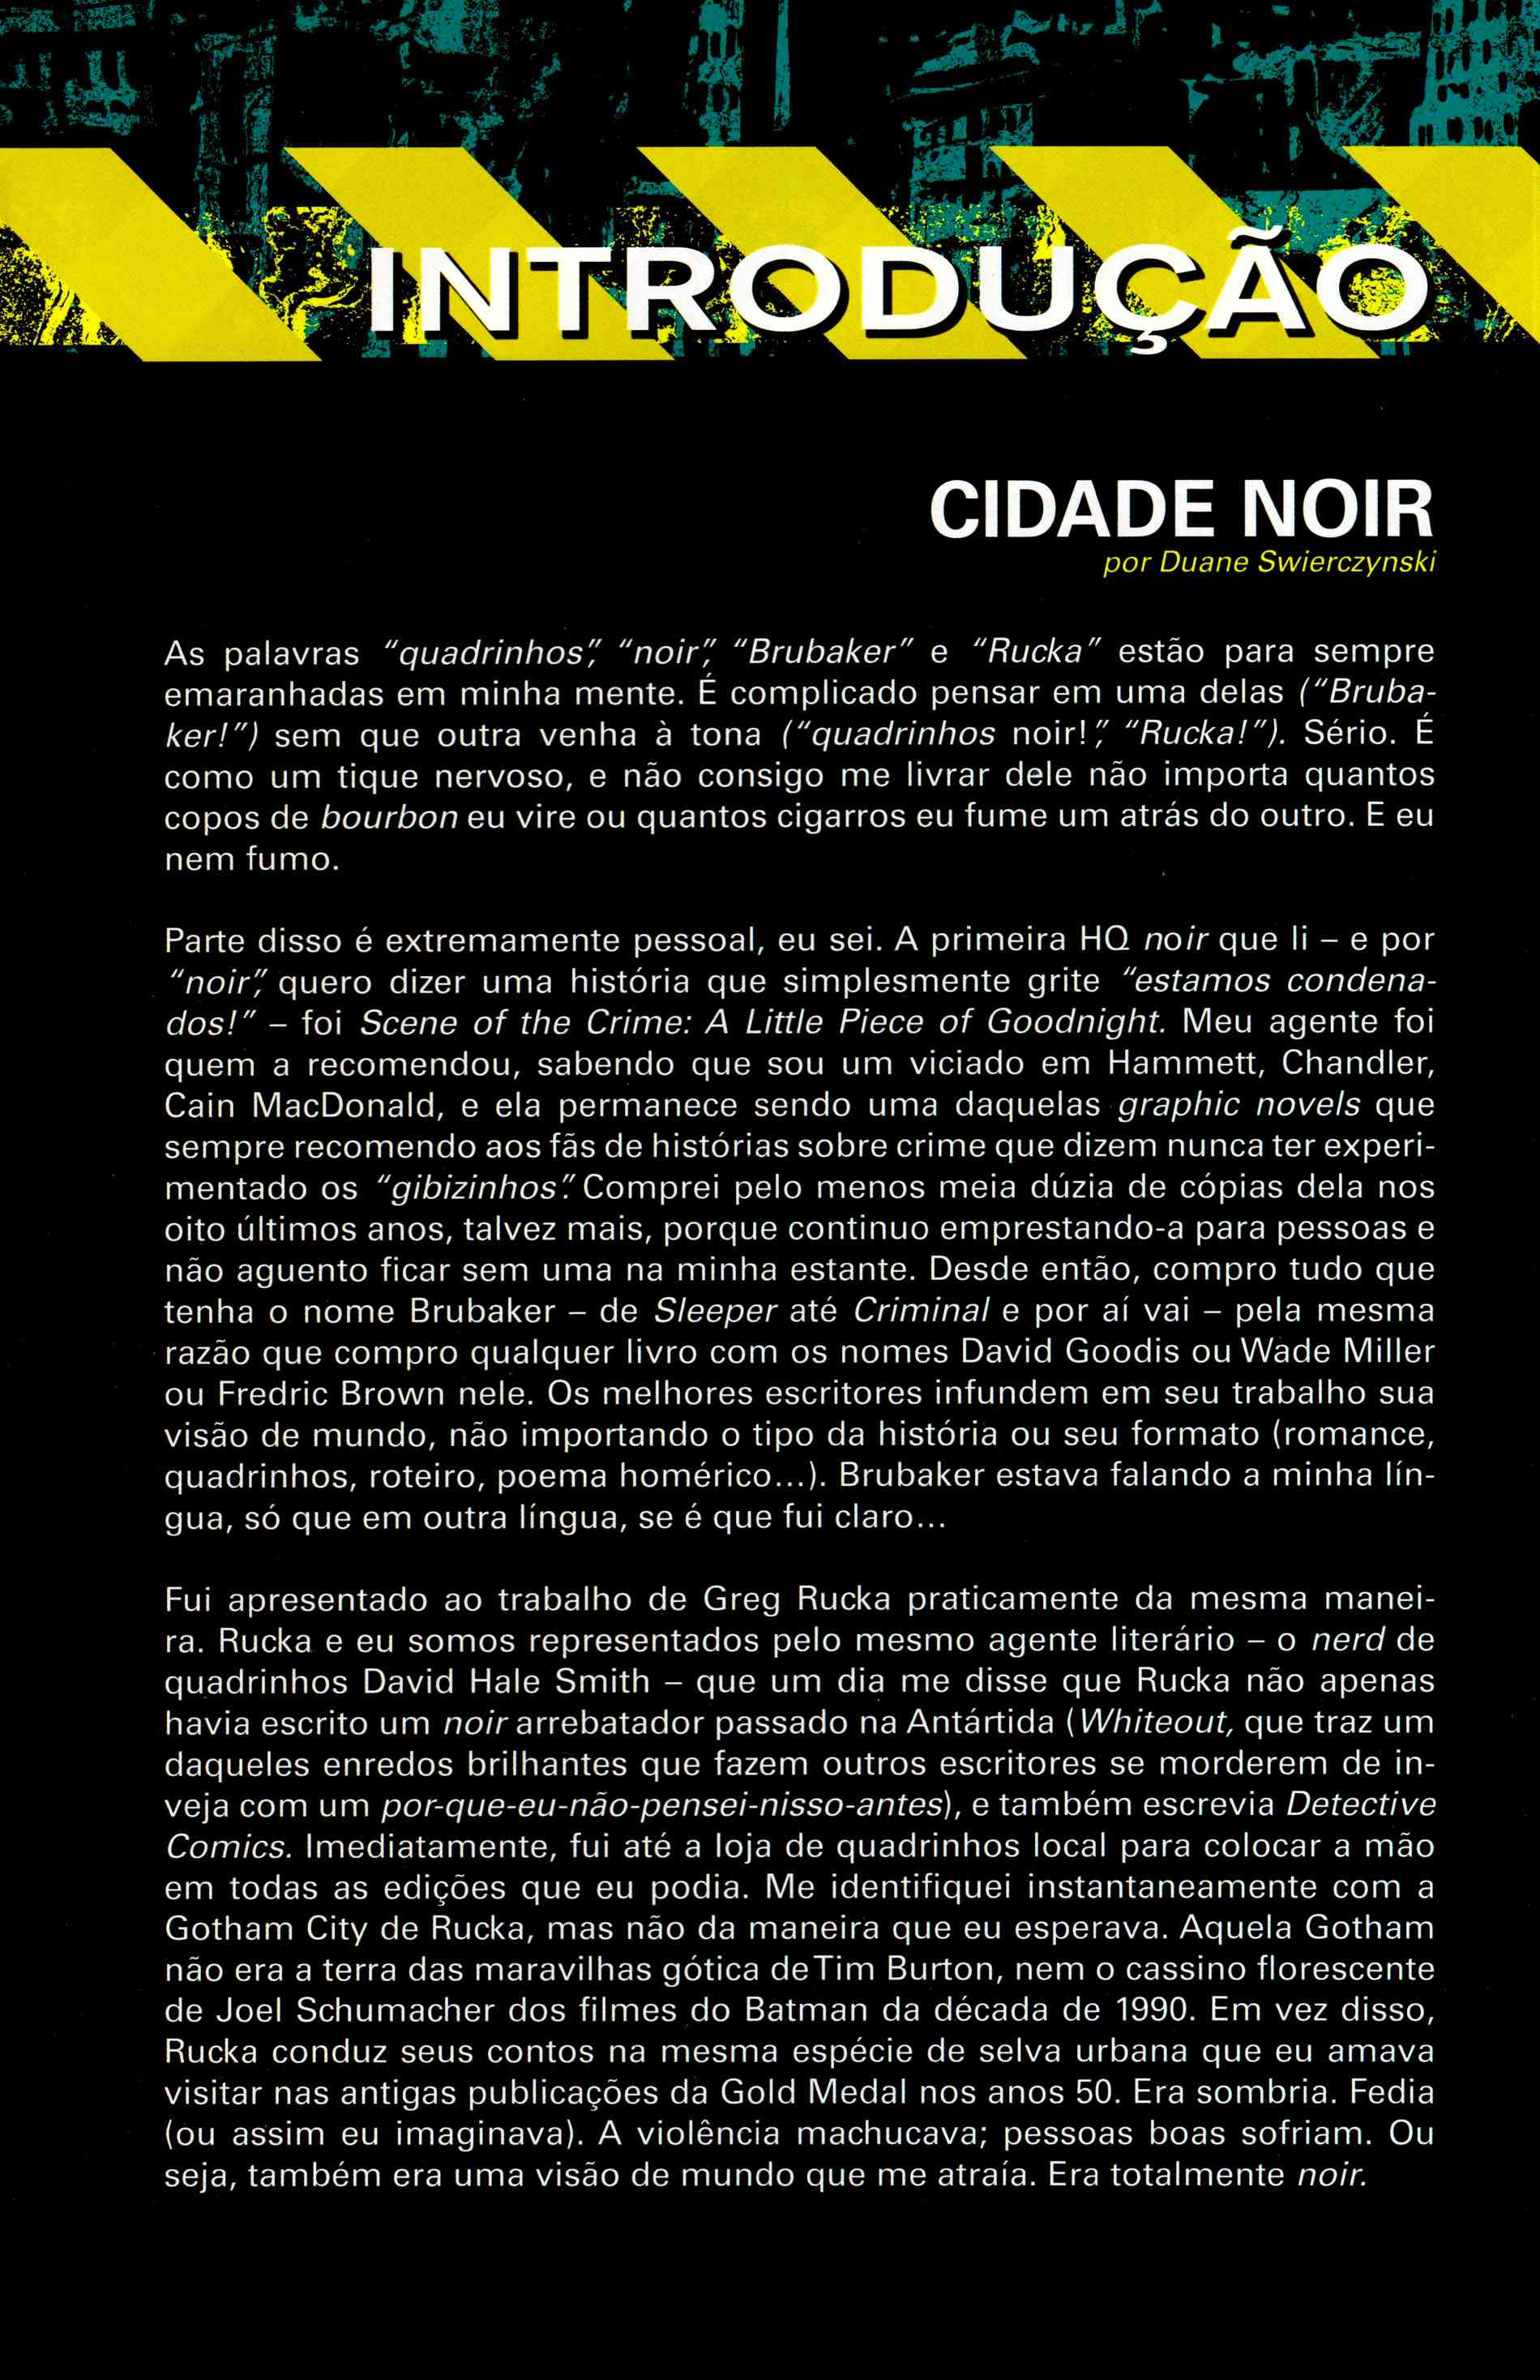 INTRODUÇÃO
CIDADE NOIR
por Duane Swierczynski
As palavras “quadrinhos”, “noir”, “Brubaker” e “Rucka” estão para sempre
emaranhadas em minha mente. É complicado pensar em uma delas (“Bruba-
ker!”) sem que outra venha à tona (“quadrinhos noir!”, “Rucka!”). Sério. É
como um tique nervoso, e não consigo me livrar dele não importa quantos
copos de bourbon eu vire ou quantos cigarros eu fume um atrás do outro. E eu
nem fumo.
Parte disso é extremamente pessoal, eu sei. A primeira HQ noir que li – e por
“noir”, quero dizer uma história que simplesmente grite “estamos condena-
dos!” – foi Scene of the Crime: A Little Piece of Goodnight. Meu agente foi
quem a recomendou, sabendo que sou um viciado em Hammett, Chandler,
Cain MacDonald, e ela permanece sendo uma daquelas graphic novels que
sempre recomendo aos fãs de histórias sobre crime que dizem nunca ter experi-
mentado os “gibizinhos”. Comprei pelo menos meia dúzia de cópias dela nos
oito últimos anos, talvez mais, porque continuo emprestando-a para pessoas e
não aguento ficar sem uma na minha estante. Desde então, compro tudo que
tenha o nome Brubaker – de Sleeper até Criminal e por aí vai – pela mesma
razão que compro qualquer livro com os nomes David Goodis ou Wade Miller
ou Fredric Brown nele. Os melhores escritores infundem em seu trabalho sua
visão de mundo, não importando o tipo da história ou seu formato (romance,
quadrinhos, roteiro, poema homérico...). Brubaker estava falando a minha lín-
gua, só que em outra língua, se é que fui claro...
Fui apresentado ao trabalho de Greg Rucka praticamente da mesma manei-
ra. Rucka e eu somos representados pelo mesmo agente literário – o nerd de
quadrinhos David Hale Smith – que um dia me disse que Rucka não apenas
havia escrito um noir arrebatador passado na Antártida (Whiteout, que traz um
daqueles enredos brilhantes que fazem outros escritores se morderem de in-
veja com um por-que-eu-não-pensei-nisso-antes), e também escrevia Detective
Comics. Imediatamente, fui até a loja de quadrinhos local para colocar a mão
em todas as edições que eu podia. Me identifiquei instantaneamente com a
Gotham City de Rucka, mas não da maneira que eu esperava. Aquela Gotham
não era a terra das maravilhas gótica de Tim Burton, nem o cassino florescente
de Joel Schumacher dos filmes do Batman da década de 1990. Em vez disso,
Rucka conduz seus contos na mesma espécie de selva urbana que eu amava
visitar nas antigas publicações da Gold Medal nos anos 50. Era sombria. Fedia
(ou assim eu imaginava). A violência machucava; pessoas boas sofriam. Ou
seja, também era uma visão de mundo que me atraía. Era totalmente noir.